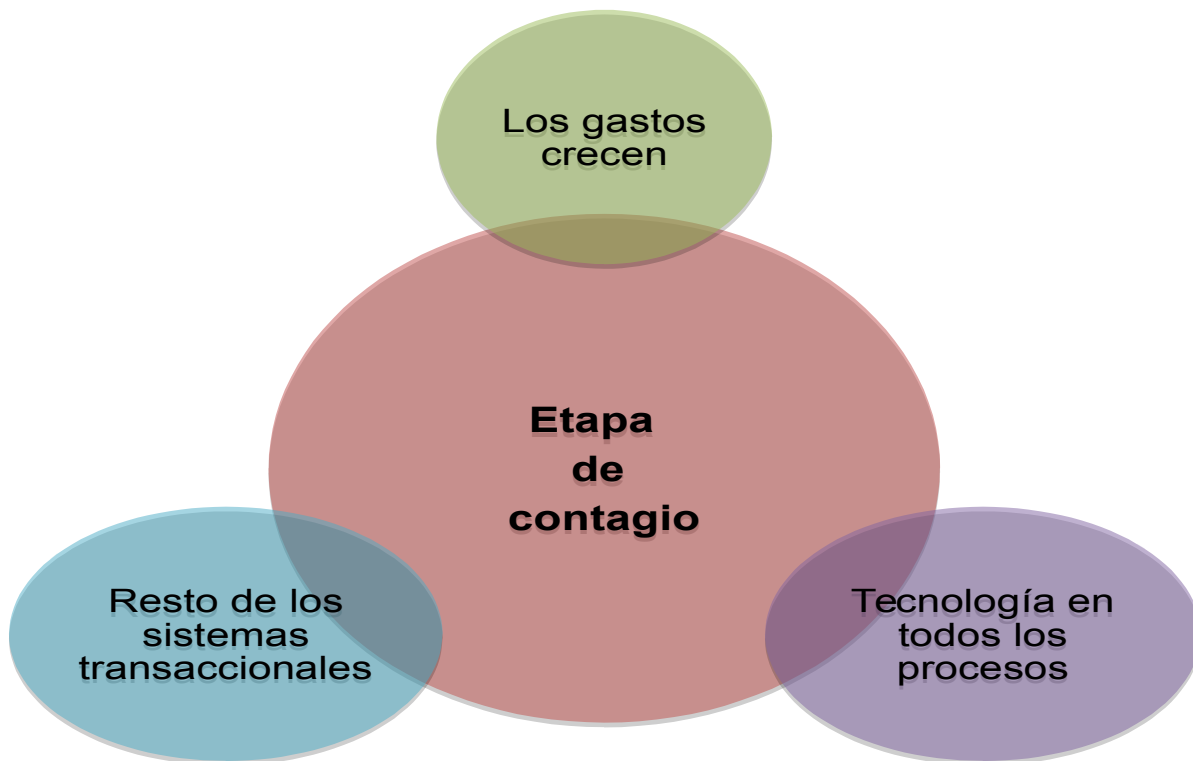 Los gastos
crecen
Etapa
de
contagio
Resto de los
sistemas
transaccionales
Tecnología en
todos los
procesos